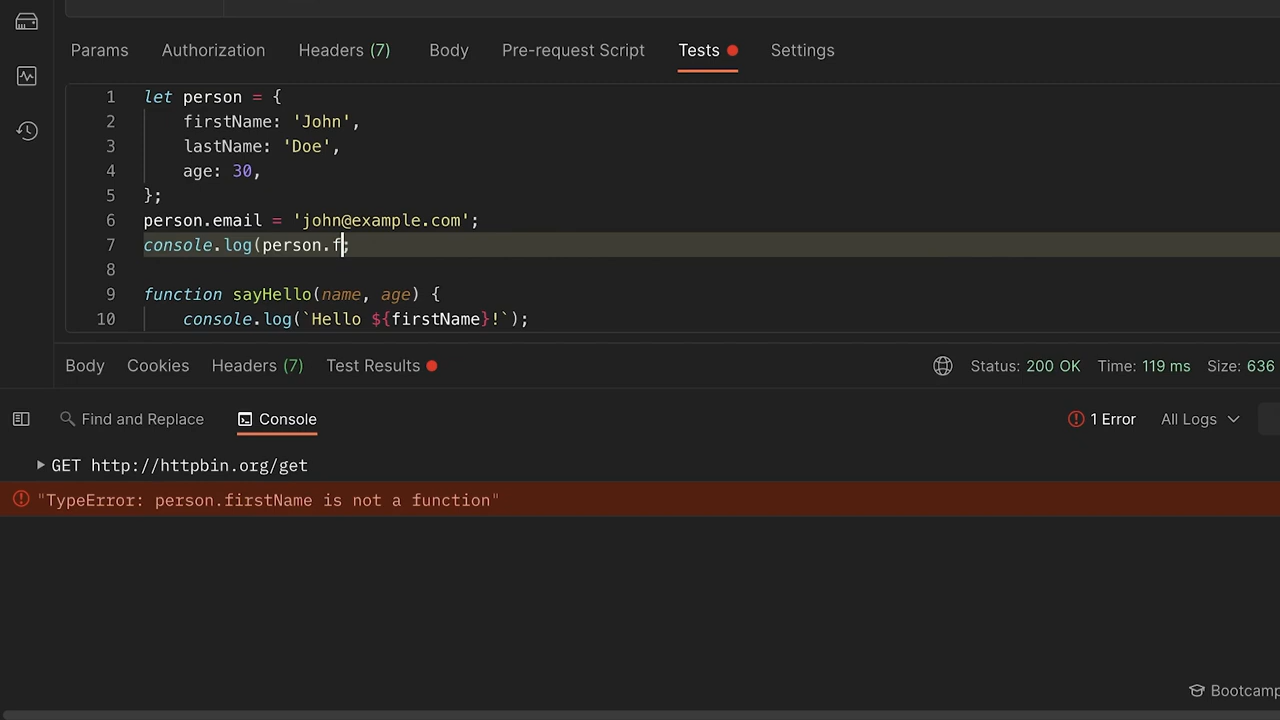 Params Authorization Headers (7) Body Pre-request Script Tests Settings
1 let person = {
2 firstName: 'John',
3 lastName: 'Doe',
4 age: 30,
5 };
6 person.email = 'john@example.com';
7 console.log(person.f;
8
9 function sayHello(name, age) {
10 console.log(`Hello ${firstName}!`);
Body Cookies Headers (7) Test Results Status: 200 OK Time: 119 ms Size: 636
Find and Replace Console 1 Error All Logs
GET http://httpbin.org/get
"TypeError: person.firstName is not a function"
Bootcamp